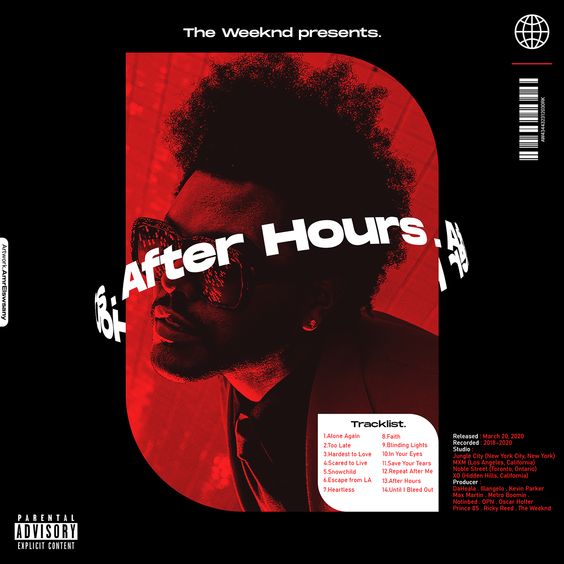 The Weeknd presents.
AH4344323112030RK
After Hours.
Artwork.AmrElswsany
Tracklist.
1.Alone Again
2.Too Late
3.Hardest to Love
4.Scared to Live
5.Snowchild
6.Escape from LA
7.Heartless
8.Faith
9.Blinding Lights
10.In Your Eyes
11.Save Your Tears
12.Repeat After Me
13.After Hours
14.Until I Bleed Out
Released : March 20, 2020
Recorded : 2018-2020
Studio :
Jungle City (New York City, New York)
MXM (Los Angeles, California)
Noble Street (Toronto, Ontario)
XO (Hidden Hills, California)
Producer :
DaHeala . Illangelo . Kevin Parker
Max Martin . Metro Boomin .
Notinbed . OPN . Oscar Holter
Prince 85 . Ricky Reed . The Weeknd
PARENTAL
ADVISORY
EXPLICIT CONTENT